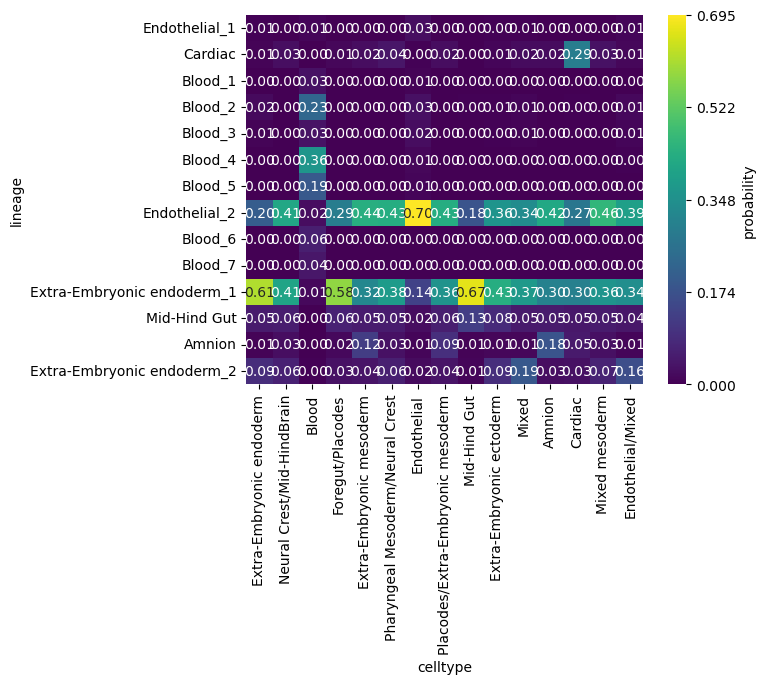 Endothelial_1 0.01 0.00 0.01 0.00 0.00 0.00 0.03 0.00 0.00 0.00 0.01 0.00 0.00 0.00 0.01
Cardiac 0.01 0.03 0.00 0.01 0.02 0.04 0.00 0.02 0.00 0.01 0.02 0.02 0.29 0.03 0.01
Blood_1 0.00 0.00 0.03 0.00 0.00 0.00 0.01 0.00 0.00 0.00 0.00 0.00 0.00 0.00 0.00
Blood_2 0.02 0.00 0.23 0.00 0.00 0.00 0.03 0.00 0.00 0.01 0.01 0.00 0.00 0.00 0.01
Blood_3 0.01 0.00 0.03 0.00 0.00 0.00 0.02 0.00 0.00 0.00 0.01 0.00 0.00 0.00 0.01
Blood_4 0.00 0.00 0.36 0.00 0.00 0.00 0.01 0.00 0.00 0.00 0.00 0.00 0.00 0.00 0.00
Blood_5 0.00 0.00 0.19 0.00 0.00 0.00 0.01 0.00 0.00 0.00 0.00 0.00 0.00 0.00 0.00
Endothelial_2 0.20 0.41 0.02 0.29 0.44 0.43 0.70 0.43 0.18 0.36 0.34 0.42 0.27 0.46 0.39
Blood_6 0.00 0.00 0.06 0.00 0.00 0.00 0.00 0.00 0.00 0.00 0.00 0.00 0.00 0.00 0.00
Blood_7 0.00 0.00 0.04 0.00 0.00 0.00 0.00 0.00 0.00 0.00 0.00 0.00 0.00 0.00 0.00
Extra-Embryonic endoderm_1 0.61 0.41 0.01 0.58 0.32 0.38 0.14 0.36 0.67 0.43 0.37 0.30 0.30 0.36 0.34
Mid-Hind Gut 0.05 0.06 0.00 0.06 0.05 0.05 0.02 0.06 0.13 0.08 0.05 0.05 0.05 0.05 0.04
Amnion 0.01 0.03 0.00 0.02 0.12 0.03 0.01 0.09 0.01 0.01 0.01 0.18 0.05 0.03 0.01
Extra-Embryonic endoderm_2 0.09 0.06 0.00 0.03 0.04 0.06 0.02 0.04 0.01 0.09 0.19 0.03 0.03 0.07 0.16
lineage
Extra-Embryonic endoderm
Neural Crest/Mid-HindBrain
Blood
Foregut/Placodes
Extra-Embryonic mesoderm
Pharyngeal Mesoderm/Neural Crest
Endothelial
Placodes/Extra-Embryonic mesoderm
Mid-Hind Gut
Extra-Embryonic ectoderm
Mixed
Amnion
Cardiac
Mixed mesoderm
Endothelial/Mixed
celltype
0.695
0.522
0.348
0.174
0.000
probability